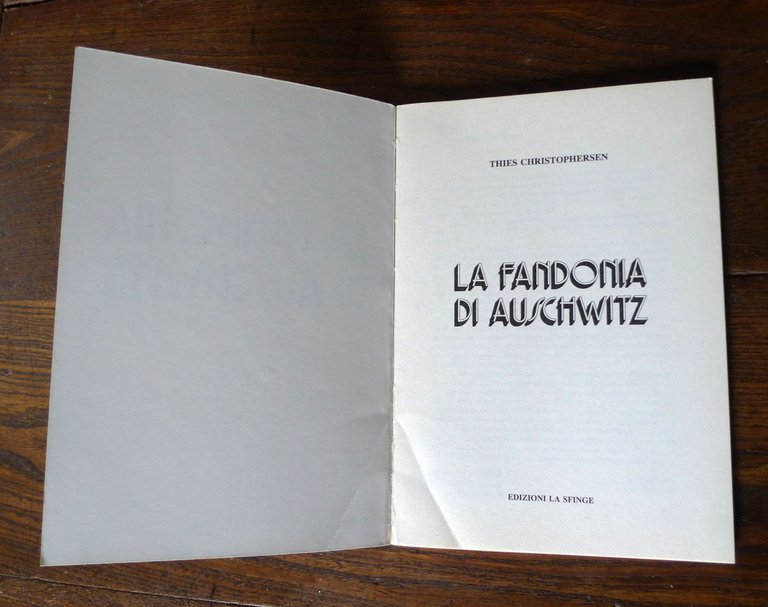 THIES CHRISTOPHERSEN
LA FANDONIA
DI AUSCHWITZ
EDIZIONI LA SFINGE